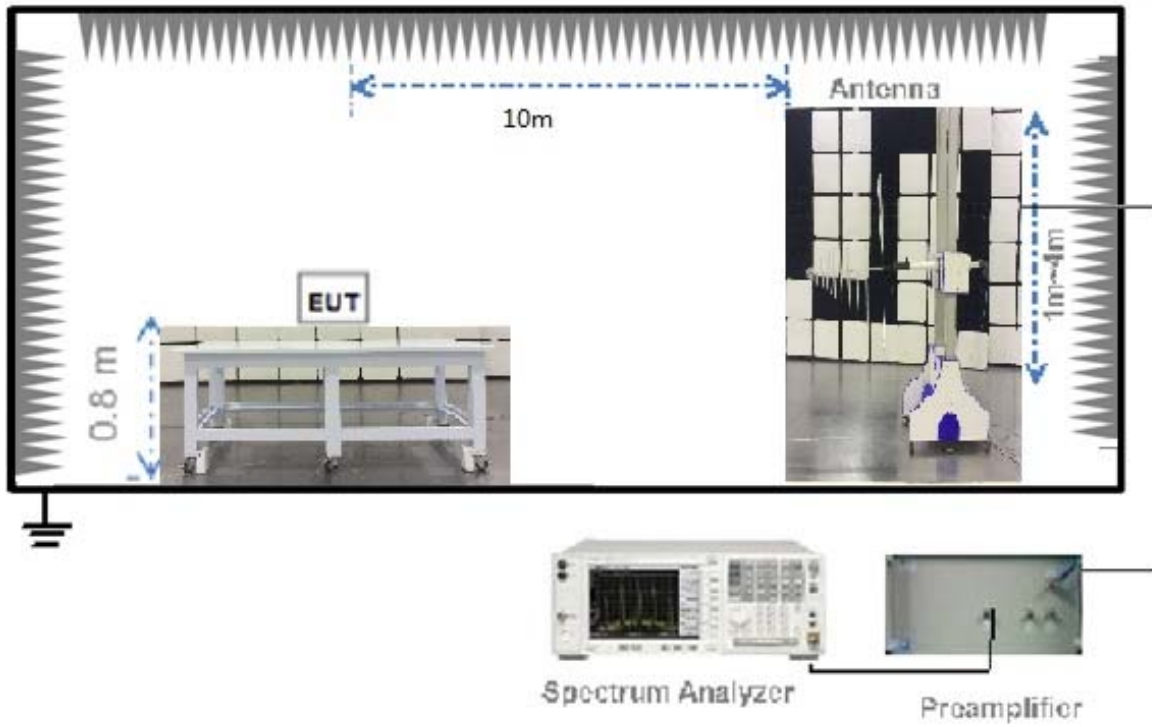 Antenna
10m
1m~4m
EUT
0.8 m
Spectrum Analyzer
Preamplifier